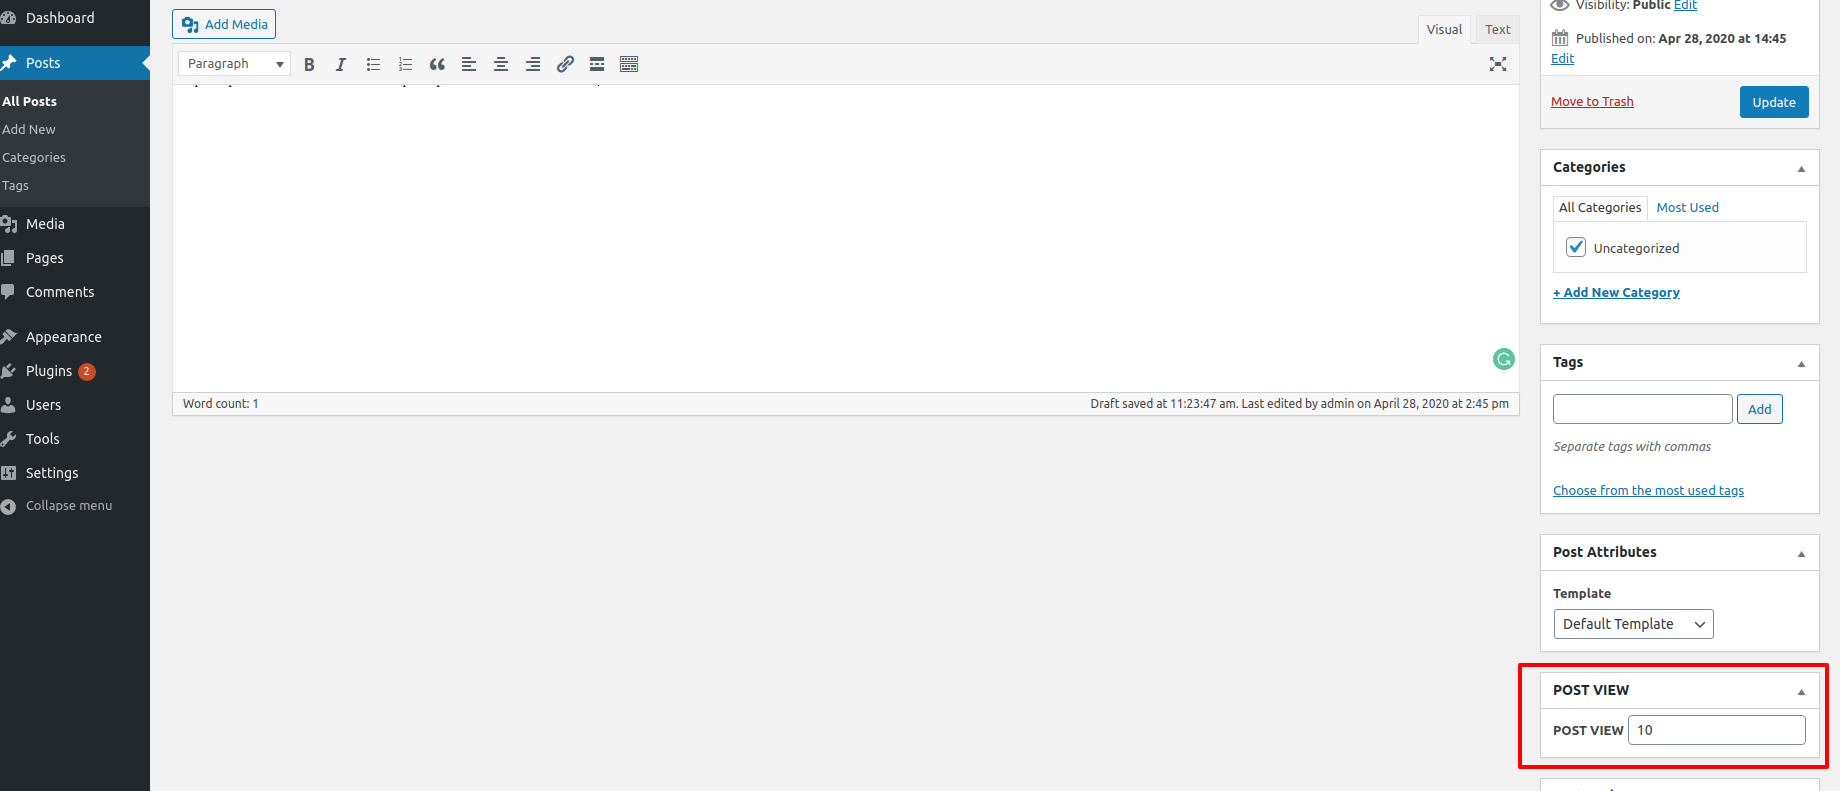 Dashboard
Posts
All Posts
Add New
Categories
Tags
Media
Pages
Comments
Appearance
Plugins 2
Users
Tools
Settings
Collapse menu
Add Media
Visual Text
Paragraph B I
Word count: 1
Draft saved at 11:23:47 am. Last edited by admin on April 28, 2020 at 2:45 pm
Visibility: Public Edit
Published on: Apr 28, 2020 at 14:45
Edit
Move to Trash
Update
Categories
All Categories Most Used
Uncategorized
+ Add New Category
Tags
Add
Separate tags with commas
Choose from the most used tags
Post Attributes
Template
Default Template
POST VIEW
POST VIEW 10